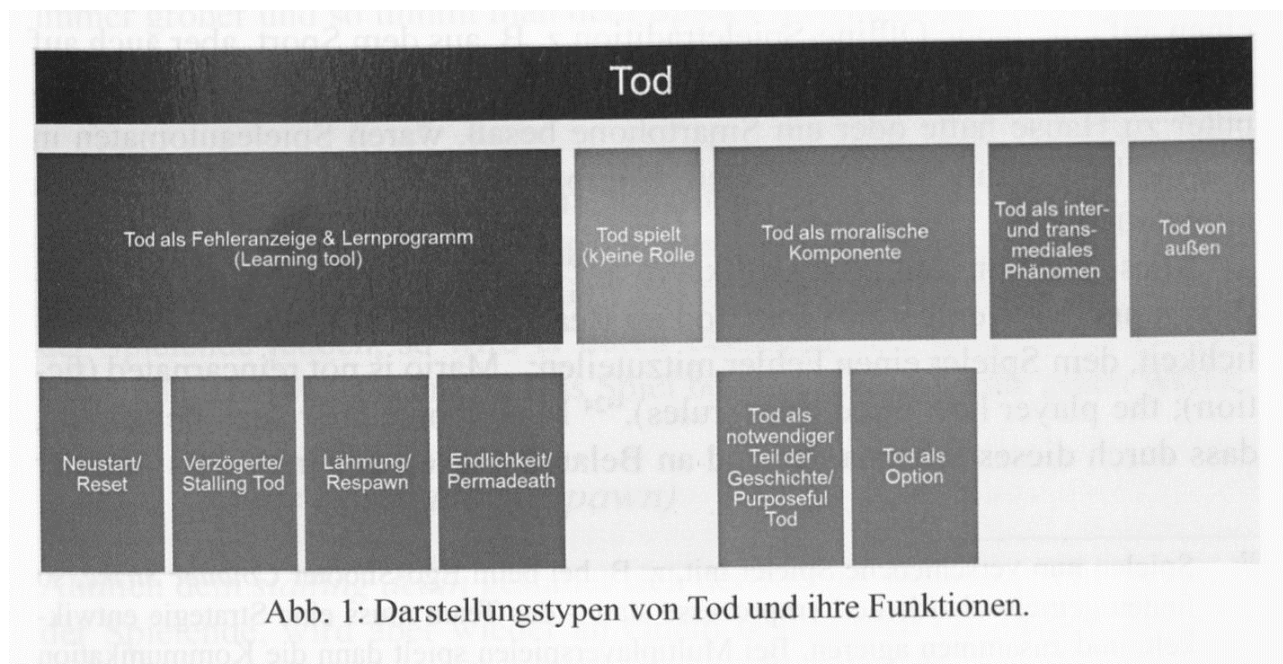 Tod
Tod als Fehleranzeige & Lernprogramm
(Learning tool)
Tod spielt
(k)eine Rolle
Tod als moralische
Komponente
Tod als inter-
und trans-
mediales
Phänomen
Tod von
außen
Neustart/
Reset
Verzögerte/
Stalling Tod
Lähmung/
Respawn
Endlichkeit/
Permadeath
Tod als
notwendiger
Teil der
Geschichte/
Purposeful
Tod
Tod als
Option
Abb. 1: Darstellungstypen von Tod und ihre Funktionen.